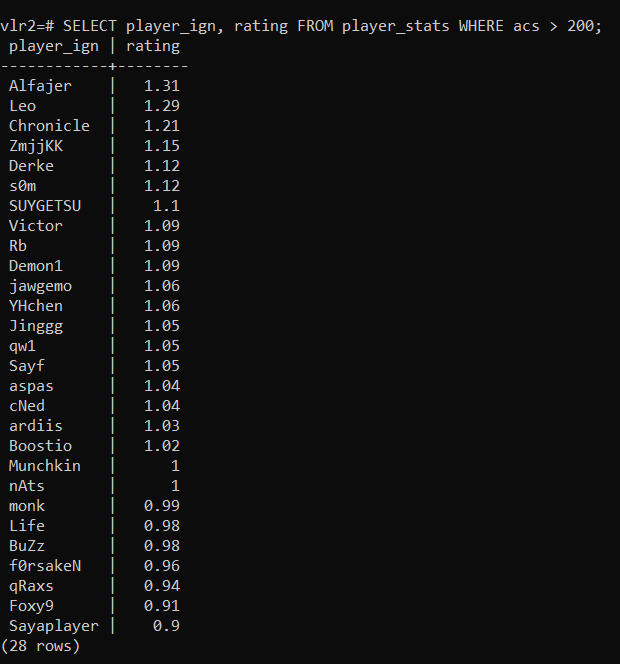 vlr2=# SELECT player_ign, rating FROM player_stats WHERE acs > 200;
 player_ign | rating
------------+--------
 Alfajer    |   1.31
 Leo        |   1.29
 Chronicle  |   1.21
 ZmjjKK     |   1.15
 Derke      |   1.12
 s0m        |   1.12
 SUYGETSU   |    1.1
 Victor     |   1.09
 Rb         |   1.09
 Demon1     |   1.09
 jawgemo    |   1.06
 YHchen     |   1.06
 Jinggg     |   1.05
 qw1        |   1.05
 Sayf       |   1.05
 aspas      |   1.04
 cNed       |   1.04
 ardiis     |   1.03
 Boostio    |   1.02
 Munchkin   |      1
 nAts       |      1
 monk       |   0.99
 Life       |   0.98
 BuZz       |   0.98
 f0rsakeN   |   0.96
 qRaxs      |   0.94
 Foxy9      |   0.91
 Sayaplayer |    0.9
(28 rows)